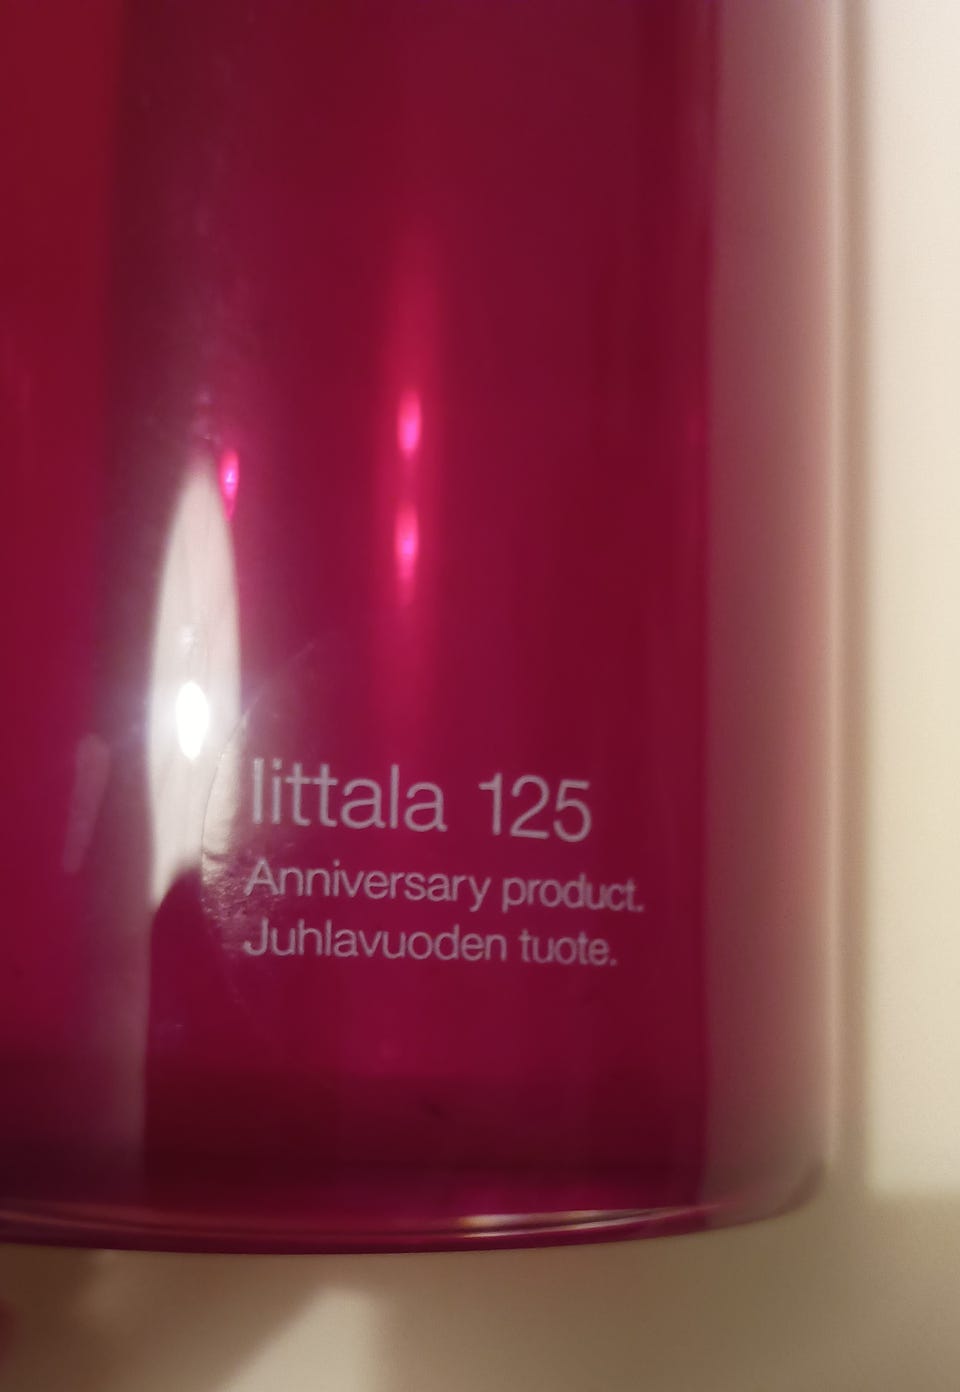 Iittala 125
Anniversary product.
Juhlavuoden tuote.